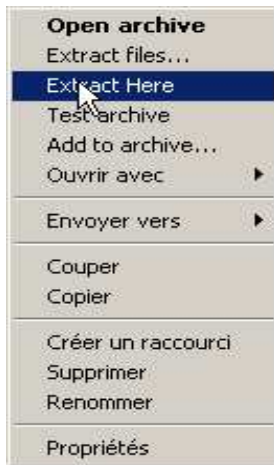 Open archive
Extract files...
Extract Here
Test archive
Add to archive...
Ouvrir avec
Envoyer vers
Couper
Copier
Créer un raccourci
Supprimer
Renommer
Propriétés